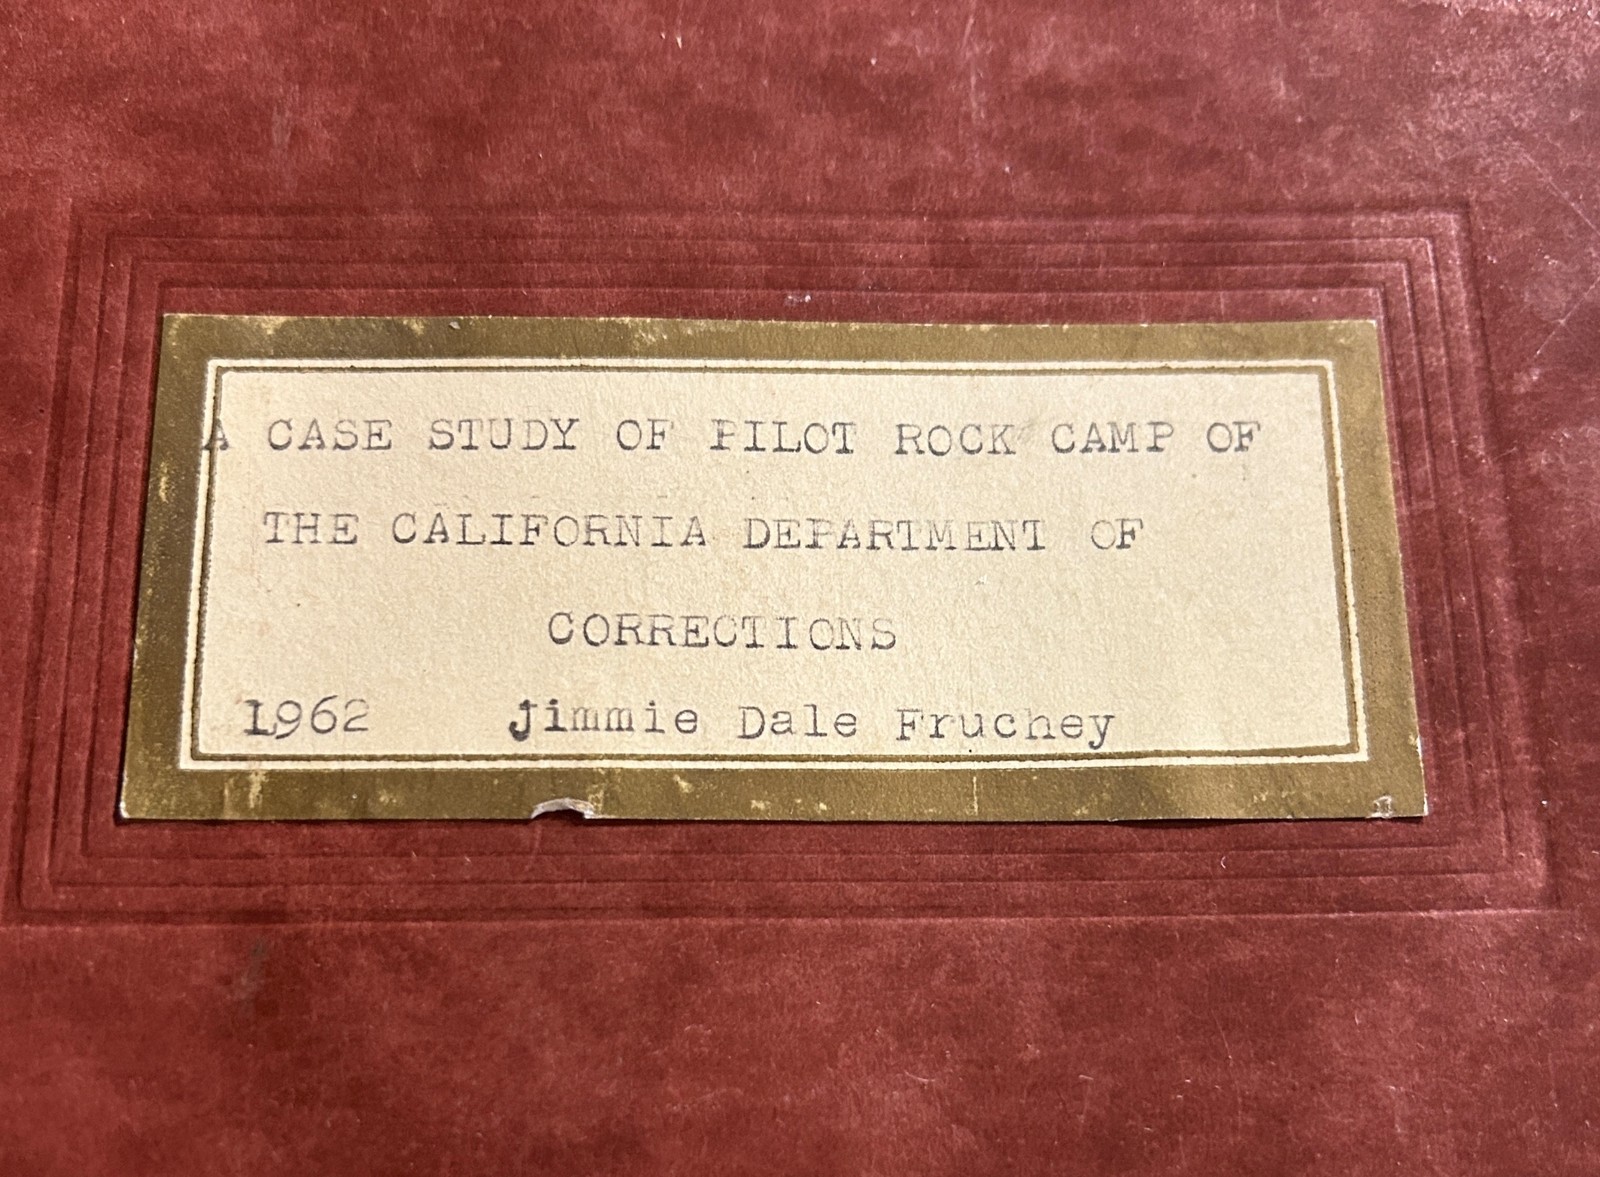 A CASE STUDY OF PILOT ROCK CAMP OF
THE CALIFORNIA DEPARTMENT OF
CORRECTIONS
1962 Jimmie Dale Fruchey